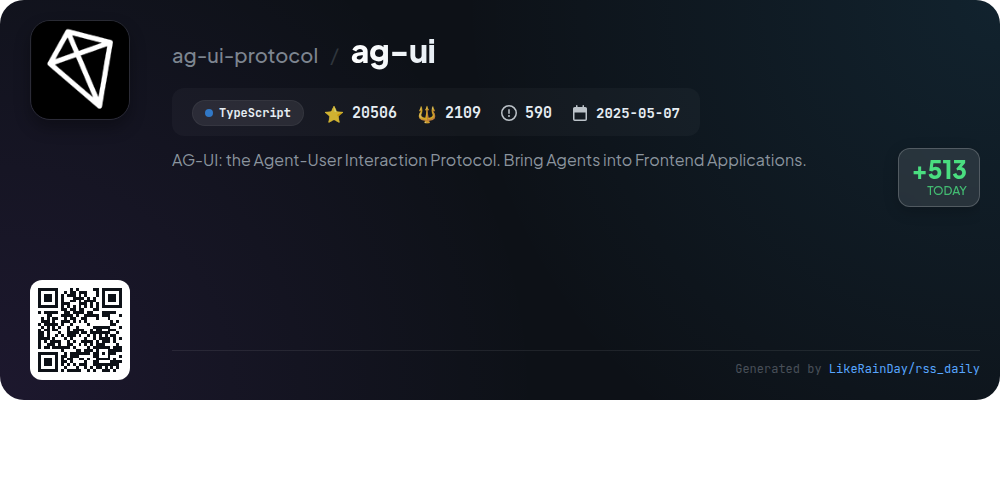 ag-ui-protocol / ag-ui
TypeScript 20506 2109 590 2025-05-07
AG-UI: the Agent-User Interaction Protocol. Bring Agents into Frontend Applications.
+513
TODAY
Generated by LikeRainDay/rss_daily